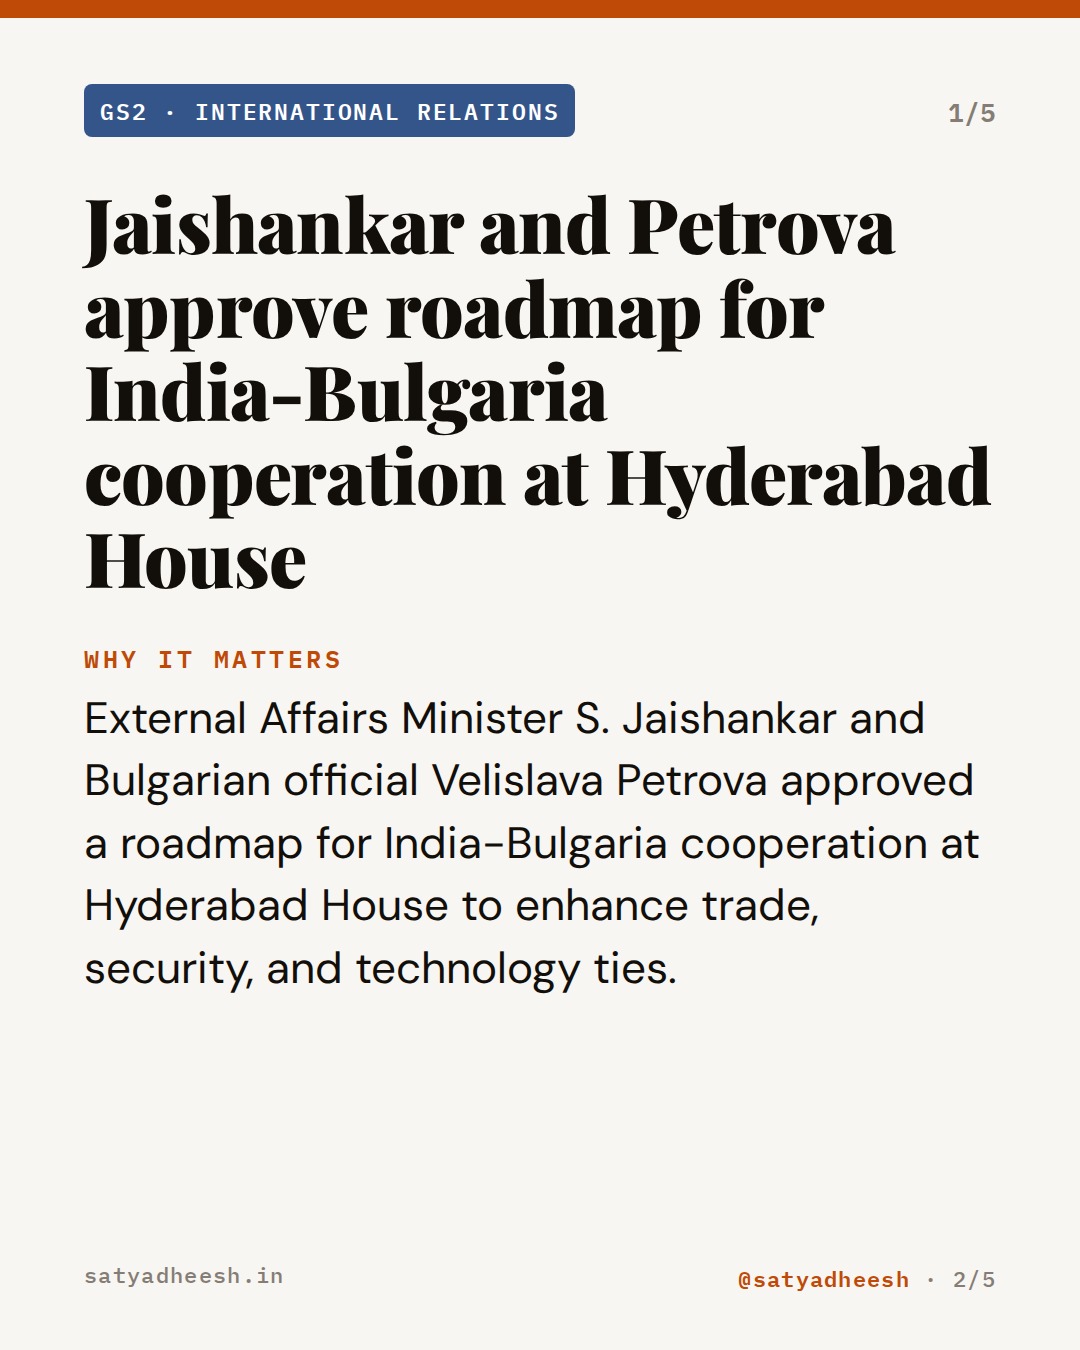 GS2 · INTERNATIONAL RELATIONS
1/5
Jaishankar and Petrova
approve roadmap for
India-Bulgaria
cooperation at Hyderabad
House
WHY IT MATTERS
External Affairs Minister S. Jaishankar and
Bulgarian official Velislava Petrova approved
a roadmap for India-Bulgaria cooperation at
Hyderabad House to enhance trade,
security, and technology ties.
satyadheesh.in
@satyadheesh · 2/5